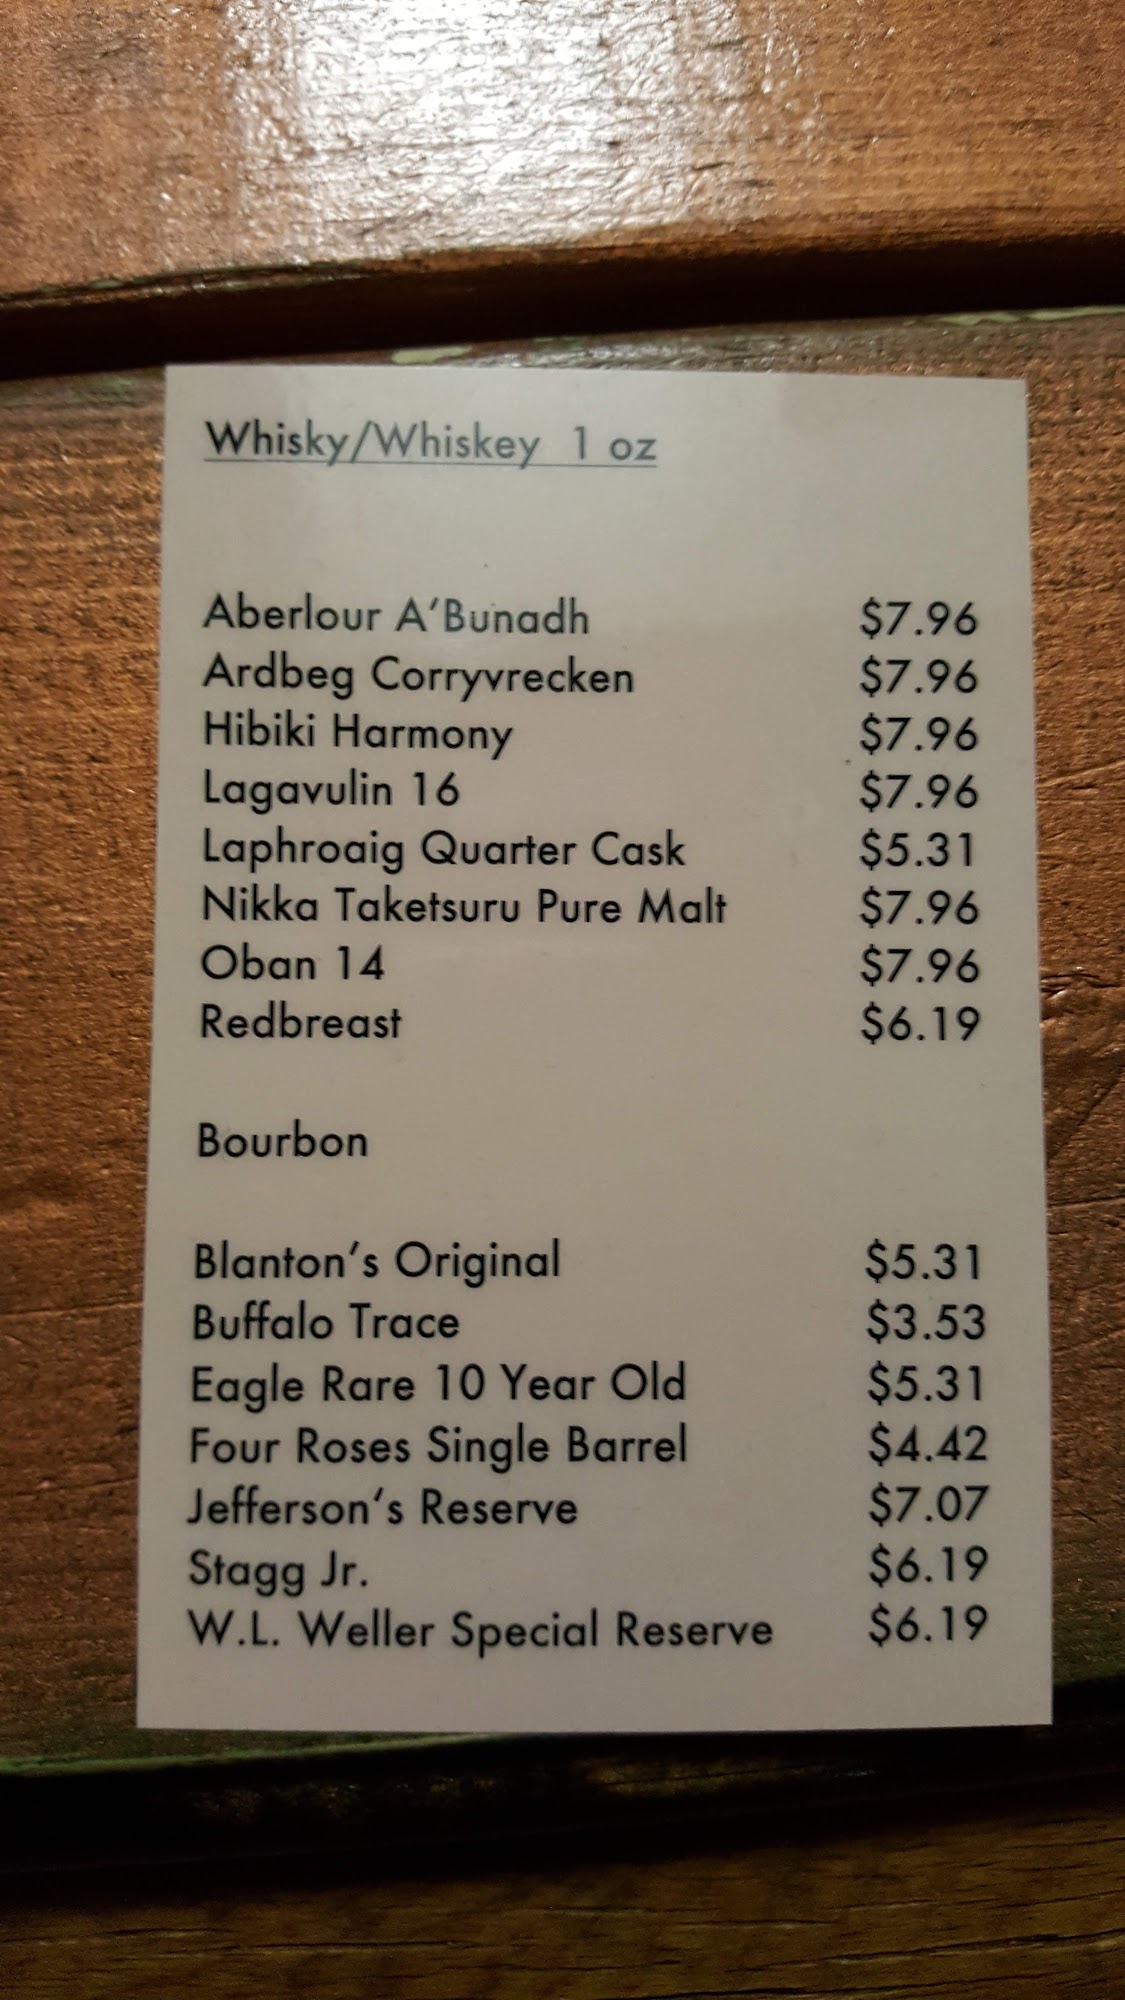 Whisky/Whiskey 1 oz
Aberlour A'Bunadh $7.96
Ardbeg Corryvrecken $7.96
Hibiki Harmony $7.96
Lagavulin 16 $7.96
Laphroaig Quarter Cask $5.31
Nikka Taketsuru Pure Malt $7.96
Oban 14 $7.96
Redbreast $6.19
Bourbon
Blanton's Original $5.31
Buffalo Trace $3.53
Eagle Rare 10 Year Old $5.31
Four Roses Single Barrel $4.42
Jefferson's Reserve $7.07
Stagg Jr. $6.19
W.L. Weller Special Reserve $6.19